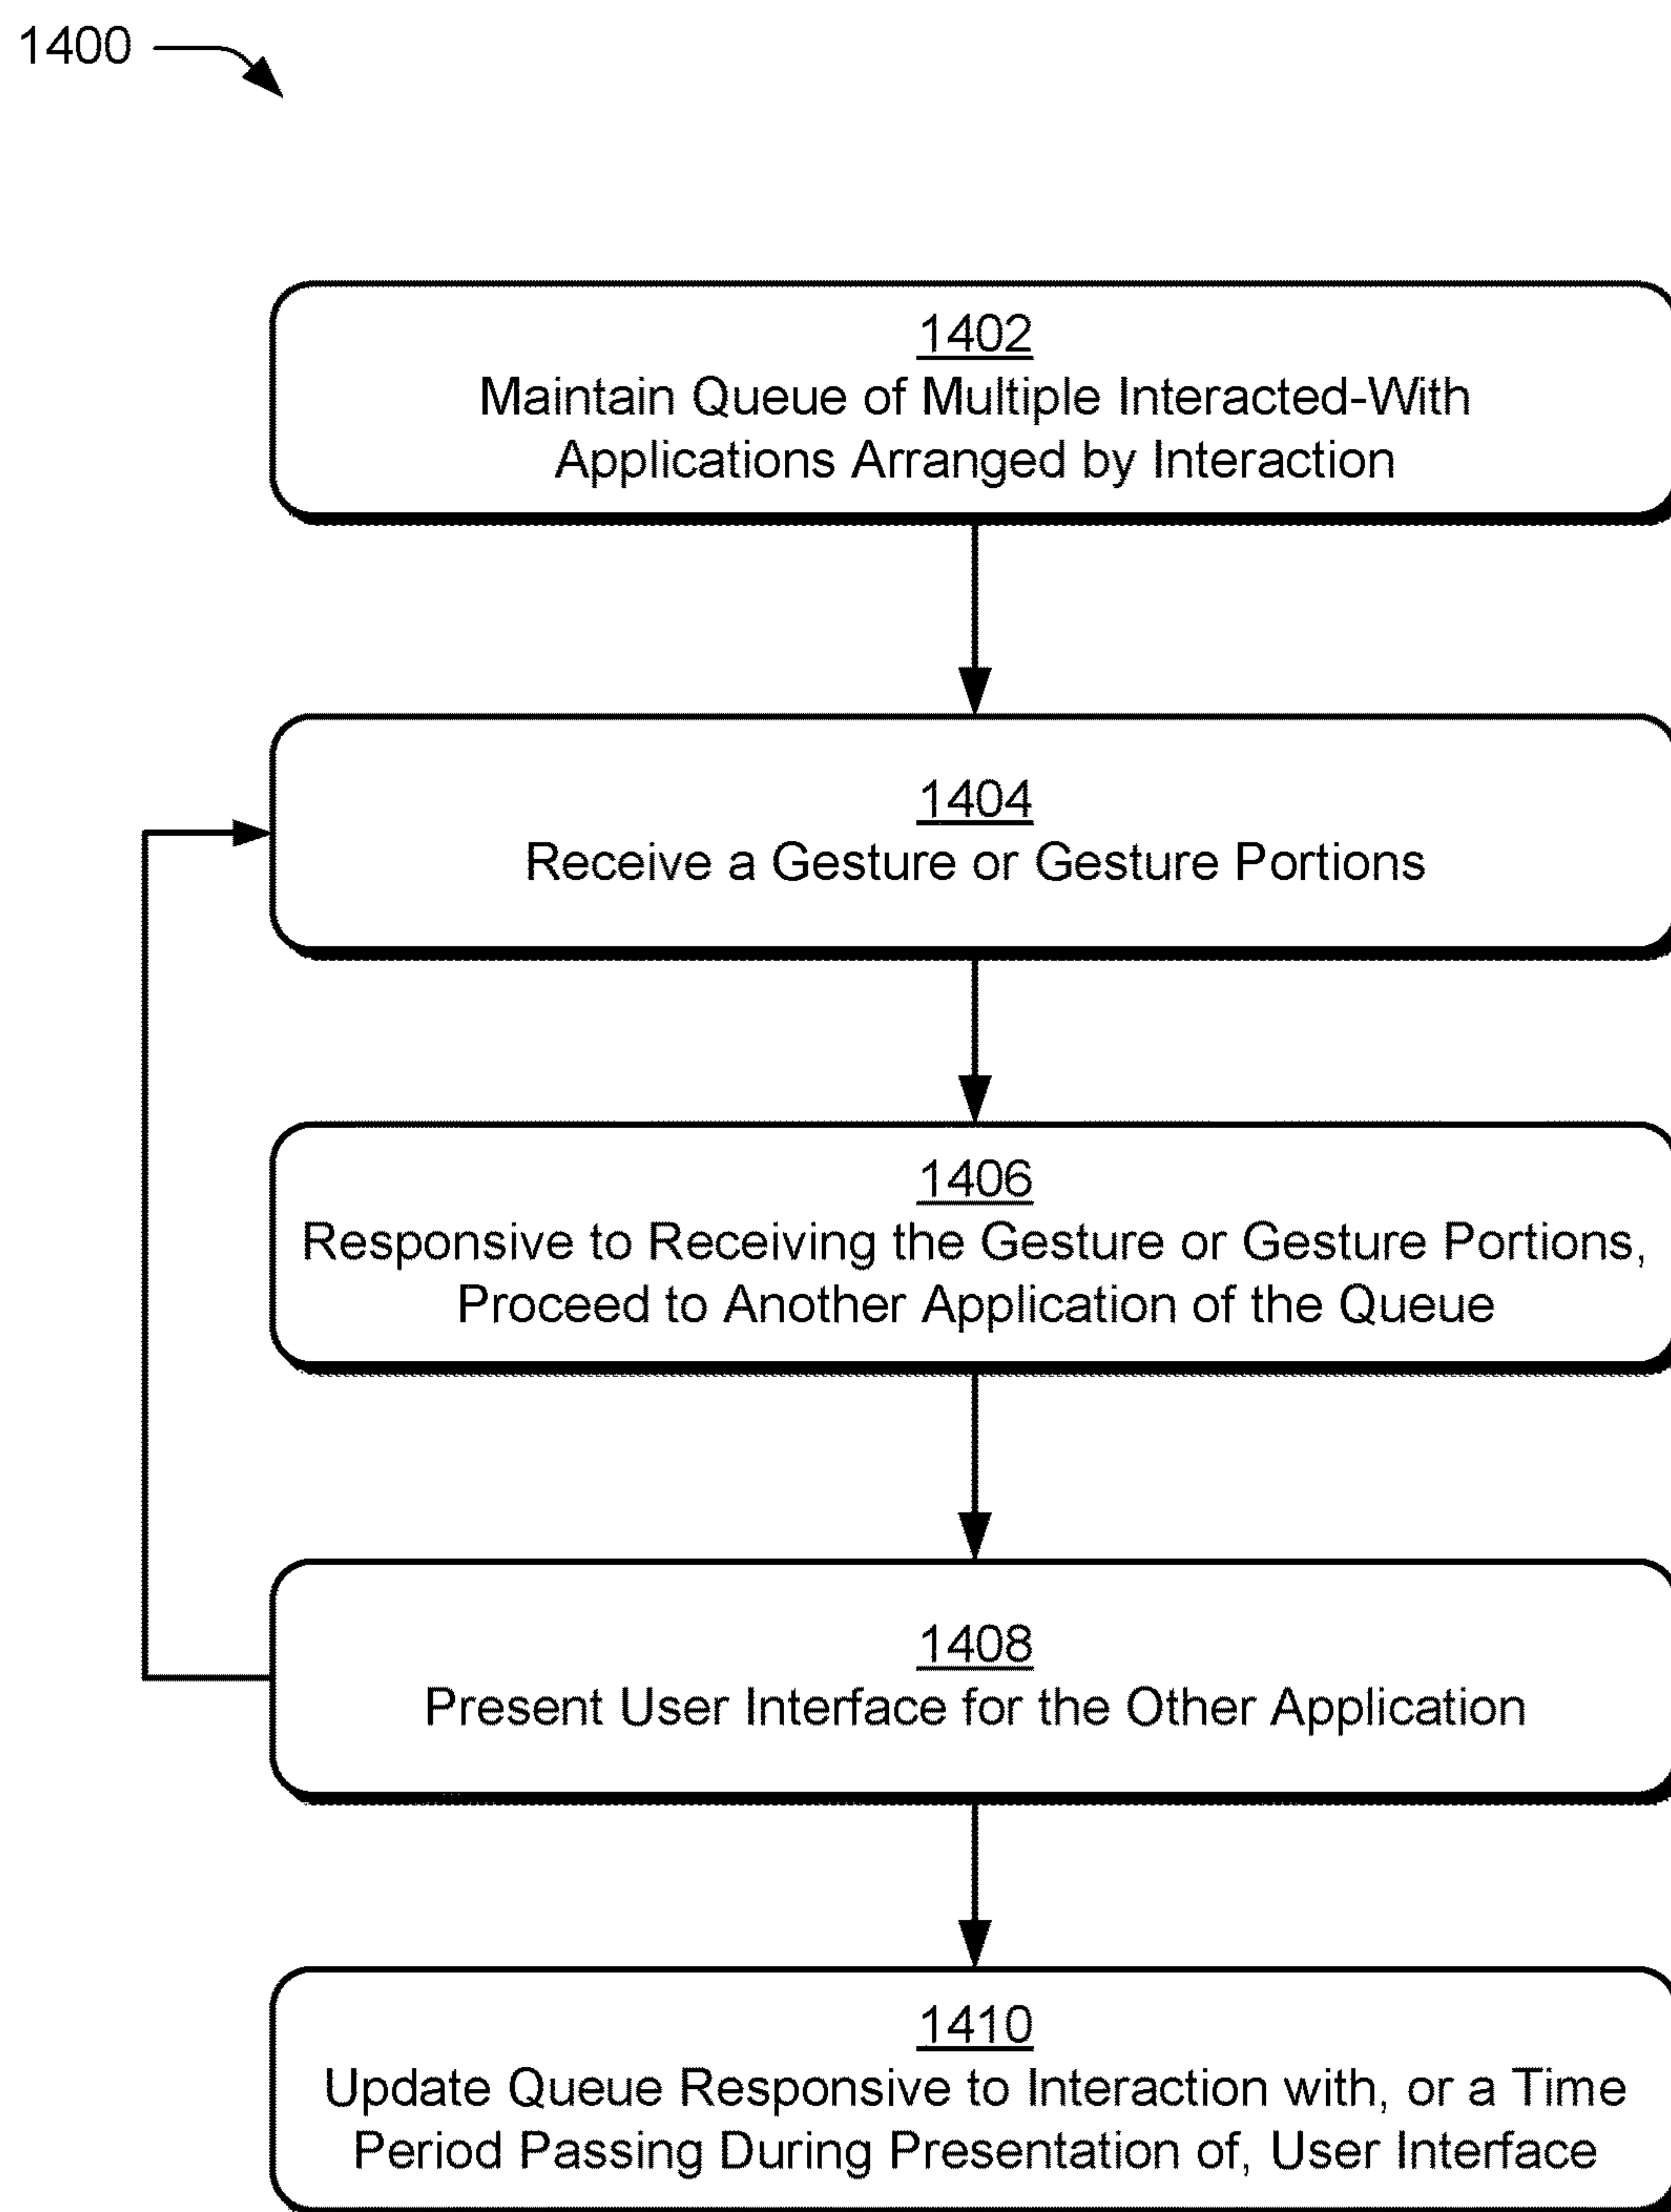 1400
1402
Maintain Queue of Multiple Interacted-With
Applications Arranged by Interaction
1404
Receive a Gesture or Gesture Portions
1406
Responsive to Receiving the Gesture or Gesture Portions,
Proceed to Another Application of the Queue
1408
Present User Interface for the Other Application
1410
Update Queue Responsive to Interaction with, or a Time
Period Passing During Presentation of, User Interface